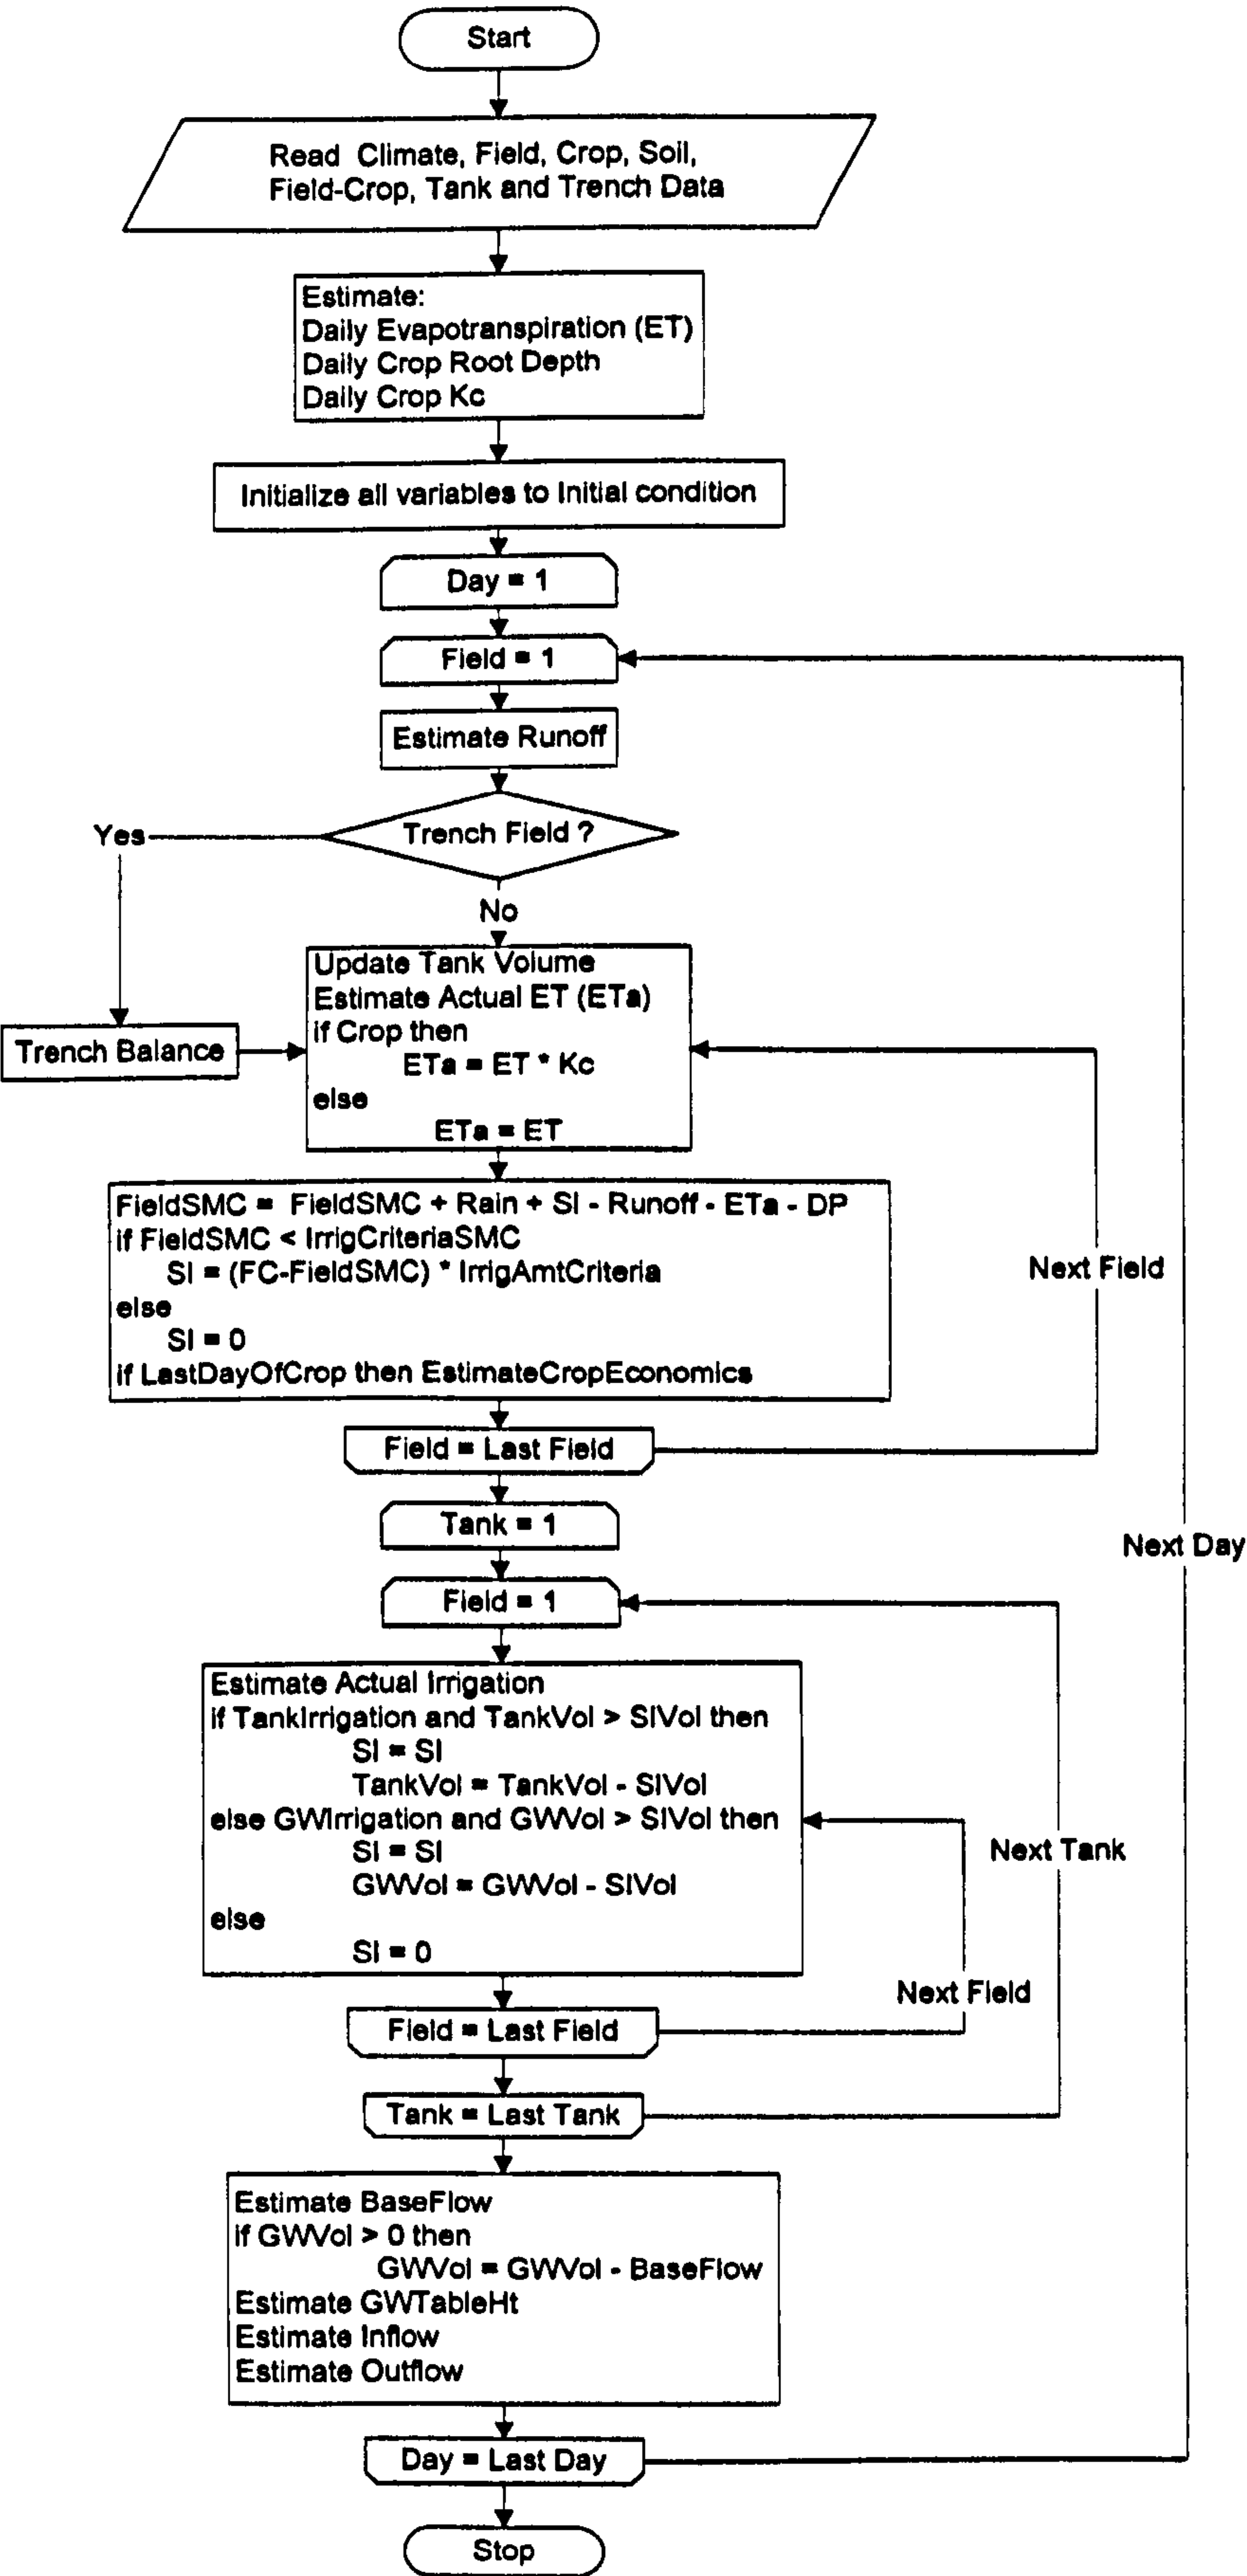 Start
Read Climate, Field, Crop, Soil,
Field-Crop, Tank and Trench Data
Estimate:
Daily Evapotranspiration (ET)
Daily Crop Root Depth
Daily Crop Kc
Initialize all variables to Initial condition
Day = 1
Field = 1
Estimate Runoff
Trench Field ?
Yes
No
Trench Balance
Update Tank Volume
Estimate Actual ET (ETa)
if Crop then
ETa = ET * Kc
else
ETa = ET
FieldSMC = FieldSMC + Rain + SI - Runoff - ETa - DP
if FieldSMC < IrrigCriteriaSMC
SI = (FC-FieldSMC) * IrrigAmtCriteria
else
SI = 0
if LastDayOfCrop then EstimateCropEconomics
Next Field
Field = Last Field
Tank = 1
Next Day
Field = 1
Estimate Actual Irrigation
if TankIrrigation and TankVol > SIVol then
SI = SI
TankVol = TankVol - SIVol
else GWIrrigation and GWVol > SIVol then
SI = SI
GWVol = GWVol - SIVol
else
SI = 0
Next Tank
Next Field
Field = Last Field
Tank = Last Tank
Estimate BaseFlow
if GWVol > 0 then
GWVol = GWVol - BaseFlow
Estimate GWTableHt
Estimate Inflow
Estimate Outflow
Day = Last Day
Stop